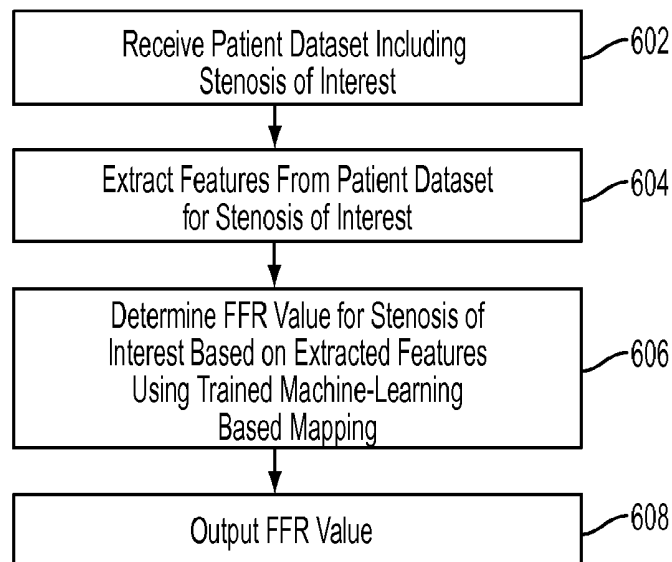 Receive Patient Dataset Including
Stenosis of Interest
602
Extract Features From Patient Dataset
for Stenosis of Interest
604
Determine FFR Value for Stenosis of
Interest Based on Extracted Features
Using Trained Machine-Learning
Based Mapping
606
Output FFR Value
608